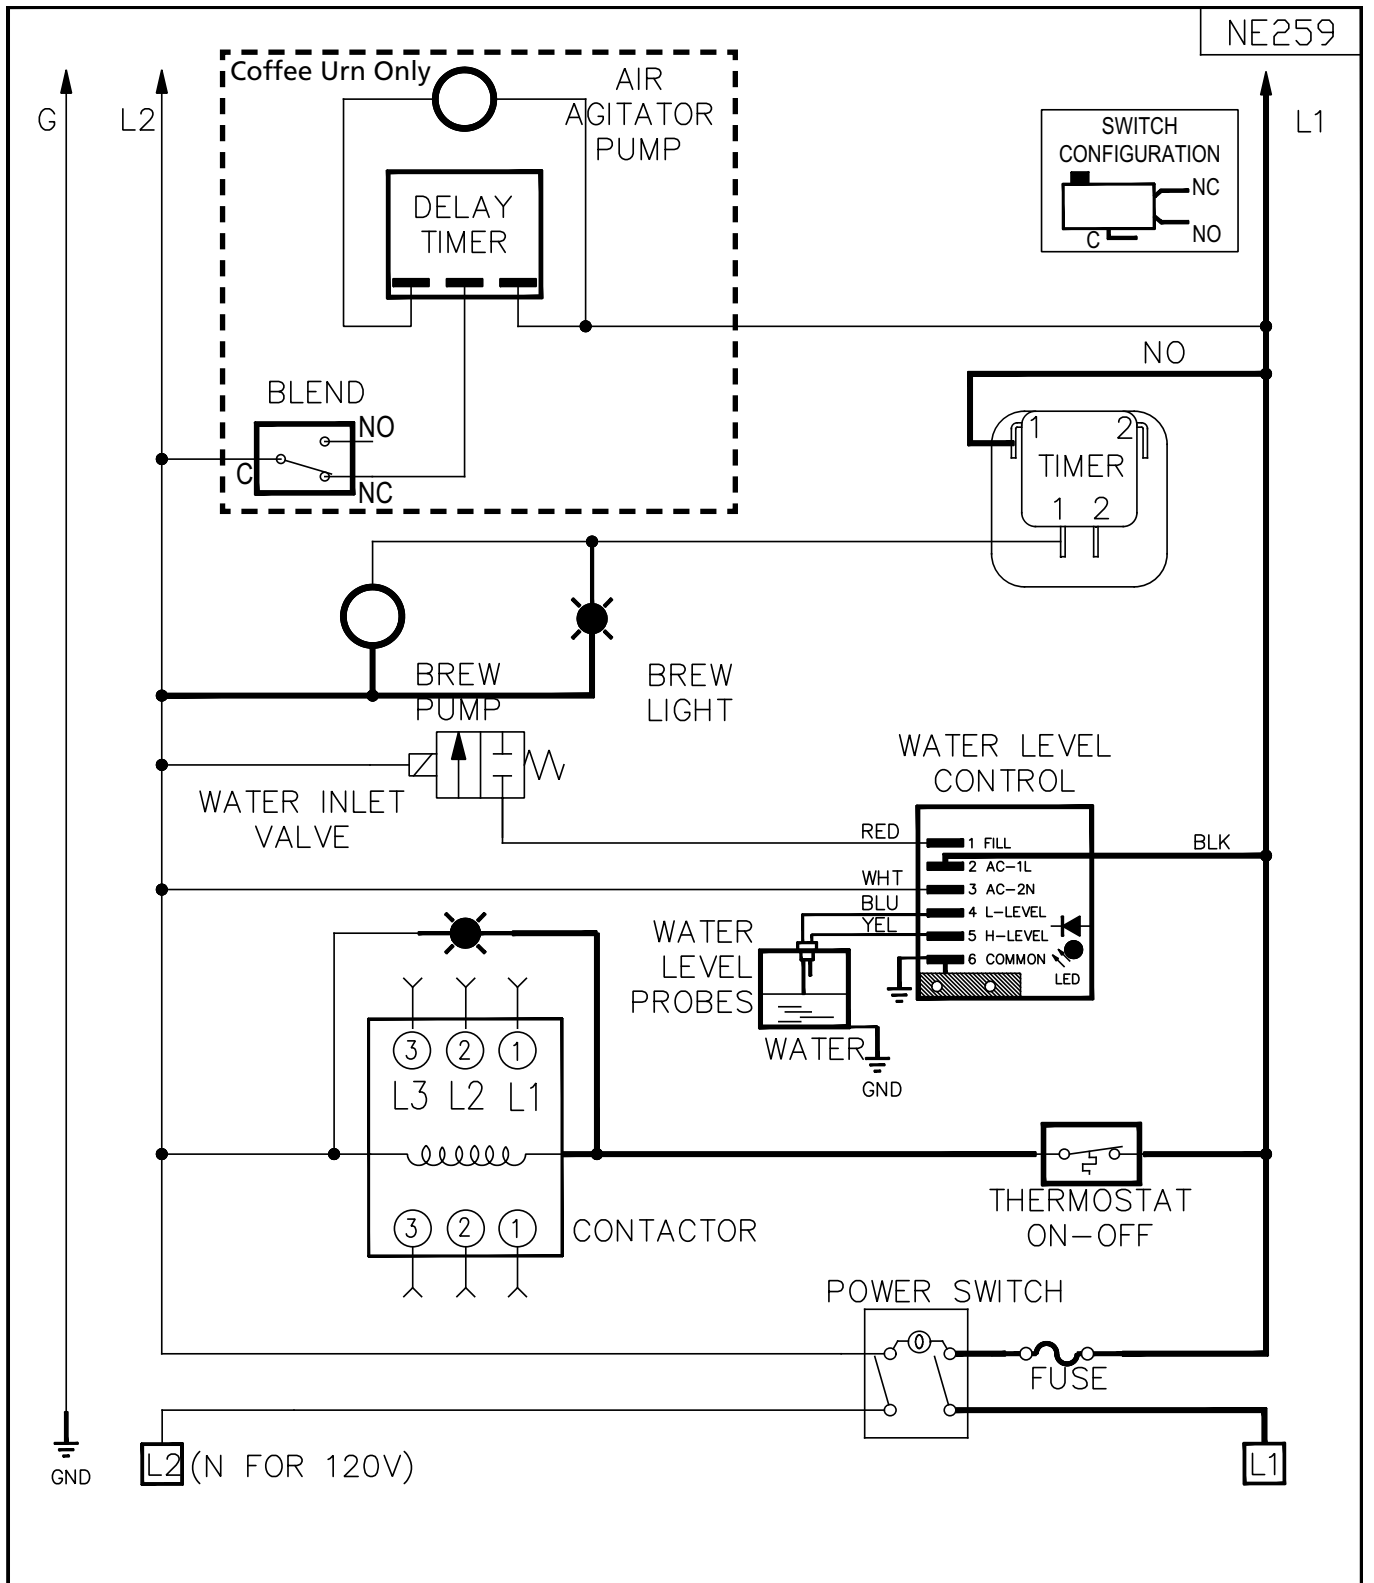 NE259
Coffee Urn Only
AIR
AGITATOR
PUMP
G
L2
L1
SWITCH
CONFIGURATION
NC
NO
C
DELAY
TIMER
NO
BLEND
NO
C
NC
1 2
TIMER
1 2
BREW
PUMP
BREW
LIGHT
WATER INLET
VALVE
WATER LEVEL
CONTROL
RED
1 FILL
BLK
2 AC-1L
WHT
3 AC-2N
BLU
4 L-LEVEL
YEL
5 H-LEVEL
6 COMMON
LED
WATER
LEVEL
PROBES
WATER
GND
3 2 1
L3 L2 L1
3 2 1
CONTACTOR
THERMOSTAT
ON-OFF
POWER SWITCH
FUSE
GND
L2 (N FOR 120V)
L1